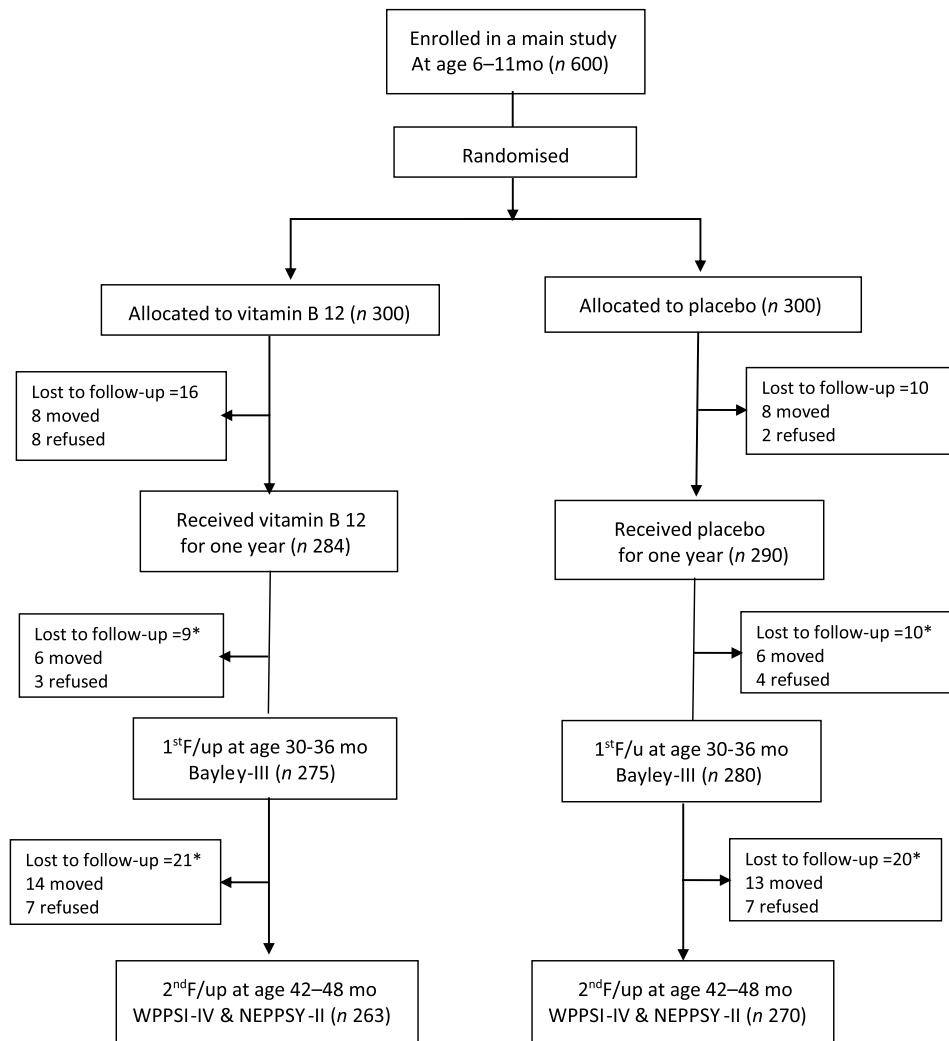 Enrolled in a main study
At age 6–11mo (n 600)
Randomised
Allocated to vitamin B 12 (n 300)
Allocated to placebo (n 300)
Lost to follow-up =16
8 moved
8 refused
Lost to follow-up =10
8 moved
2 refused
Received vitamin B 12
for one year (n 284)
Received placebo
for one year (n 290)
Lost to follow-up =9*
6 moved
3 refused
Lost to follow-up =10*
6 moved
4 refused
1stF/up at age 30-36 mo
Bayley-III (n 275)
1stF/u at age 30-36 mo
Bayley-III (n 280)
Lost to follow-up =21*
14 moved
7 refused
Lost to follow-up =20*
13 moved
7 refused
2ndF/up at age 42–48 mo
WPPSI-IV & NEPPSY-II (n 263)
2ndF/up at age 42–48 mo
WPPSI-IV & NEPPSY-II (n 270)